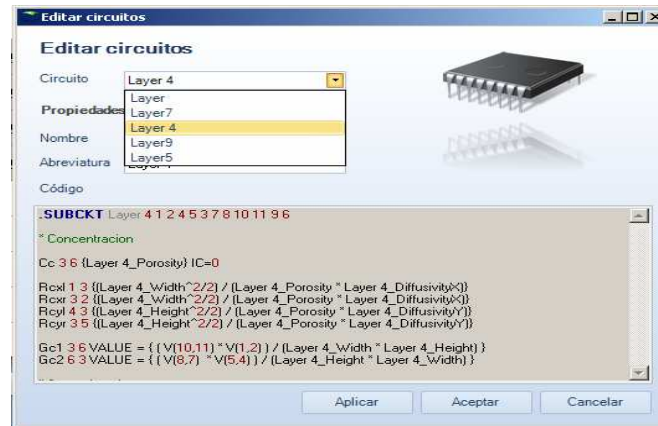 Editar circuitos
Editar circuitos
Circuito Layer 4
Layer
Propiedades Layer7
Layer 4
Nombre Layer9
Layer5
Abreviatura
Código
.SUBCKT Layer 4 1 2 4 5 3 7 8 10 11 9 6
* Concentracion
Cc 3 6 {Layer 4_Porosity} IC=0
Rcxl 1 3 {(Layer 4_Width^2/2) / (Layer 4_Porosity * Layer 4_DiffusivityX)}
Rcxr 3 2 {(Layer 4_Width^2/2) / (Layer 4_Porosity * Layer 4_DiffusivityX)}
Rcyl 4 3 {(Layer 4_Height^2/2) / (Layer 4_Porosity * Layer 4_DiffusivityY)}
Rcyr 3 5 {(Layer 4_Height^2/2) / (Layer 4_Porosity * Layer 4_DiffusivityY)}
Gc1 3 6 VALUE = { ( V(10,11) * V(1,2) ) / (Layer 4_Width * Layer 4_Height) }
Gc2 6 3 VALUE = { ( V(8,7) * V(5,4) ) / (Layer 4_Height * Layer 4_Width) }
Aplicar Aceptar Cancelar